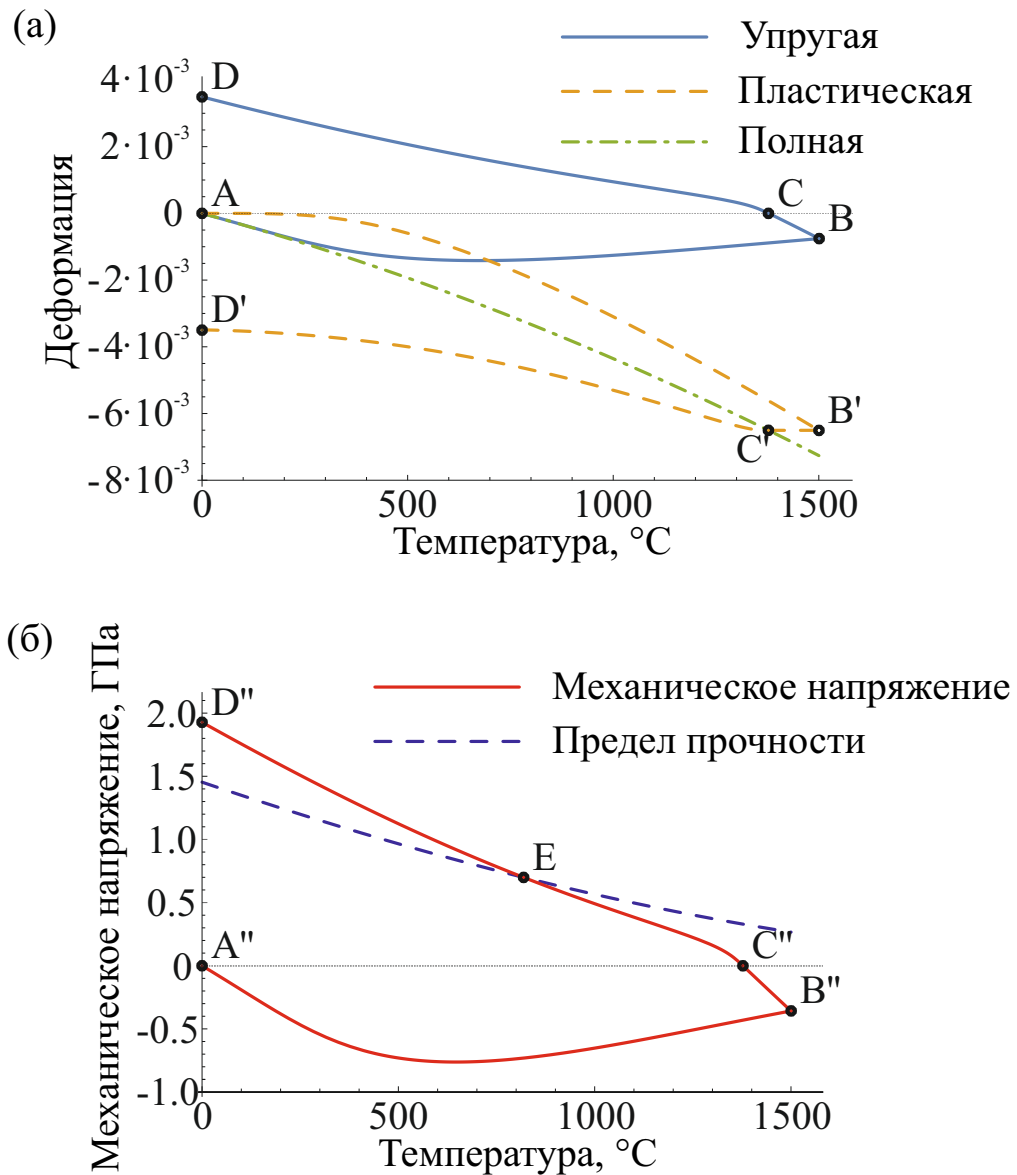 (а)
Упругая
Пластическая
Полная
Деформация
4·10⁻³
2·10⁻³
0
-2·10⁻³
-4·10⁻³
-6·10⁻³
-8·10⁻³
D
A
C
B
D'
B'
C'
0 500 1000 1500
Температура, °C
(б)
Механическое напряжение
Предел прочности
Механическое напряжение, ГПа
2.0
1.5
1.0
0.5
0
-0.5
-1.0
D"
E
A"
C"
B"
0 500 1000 1500
Температура, °C